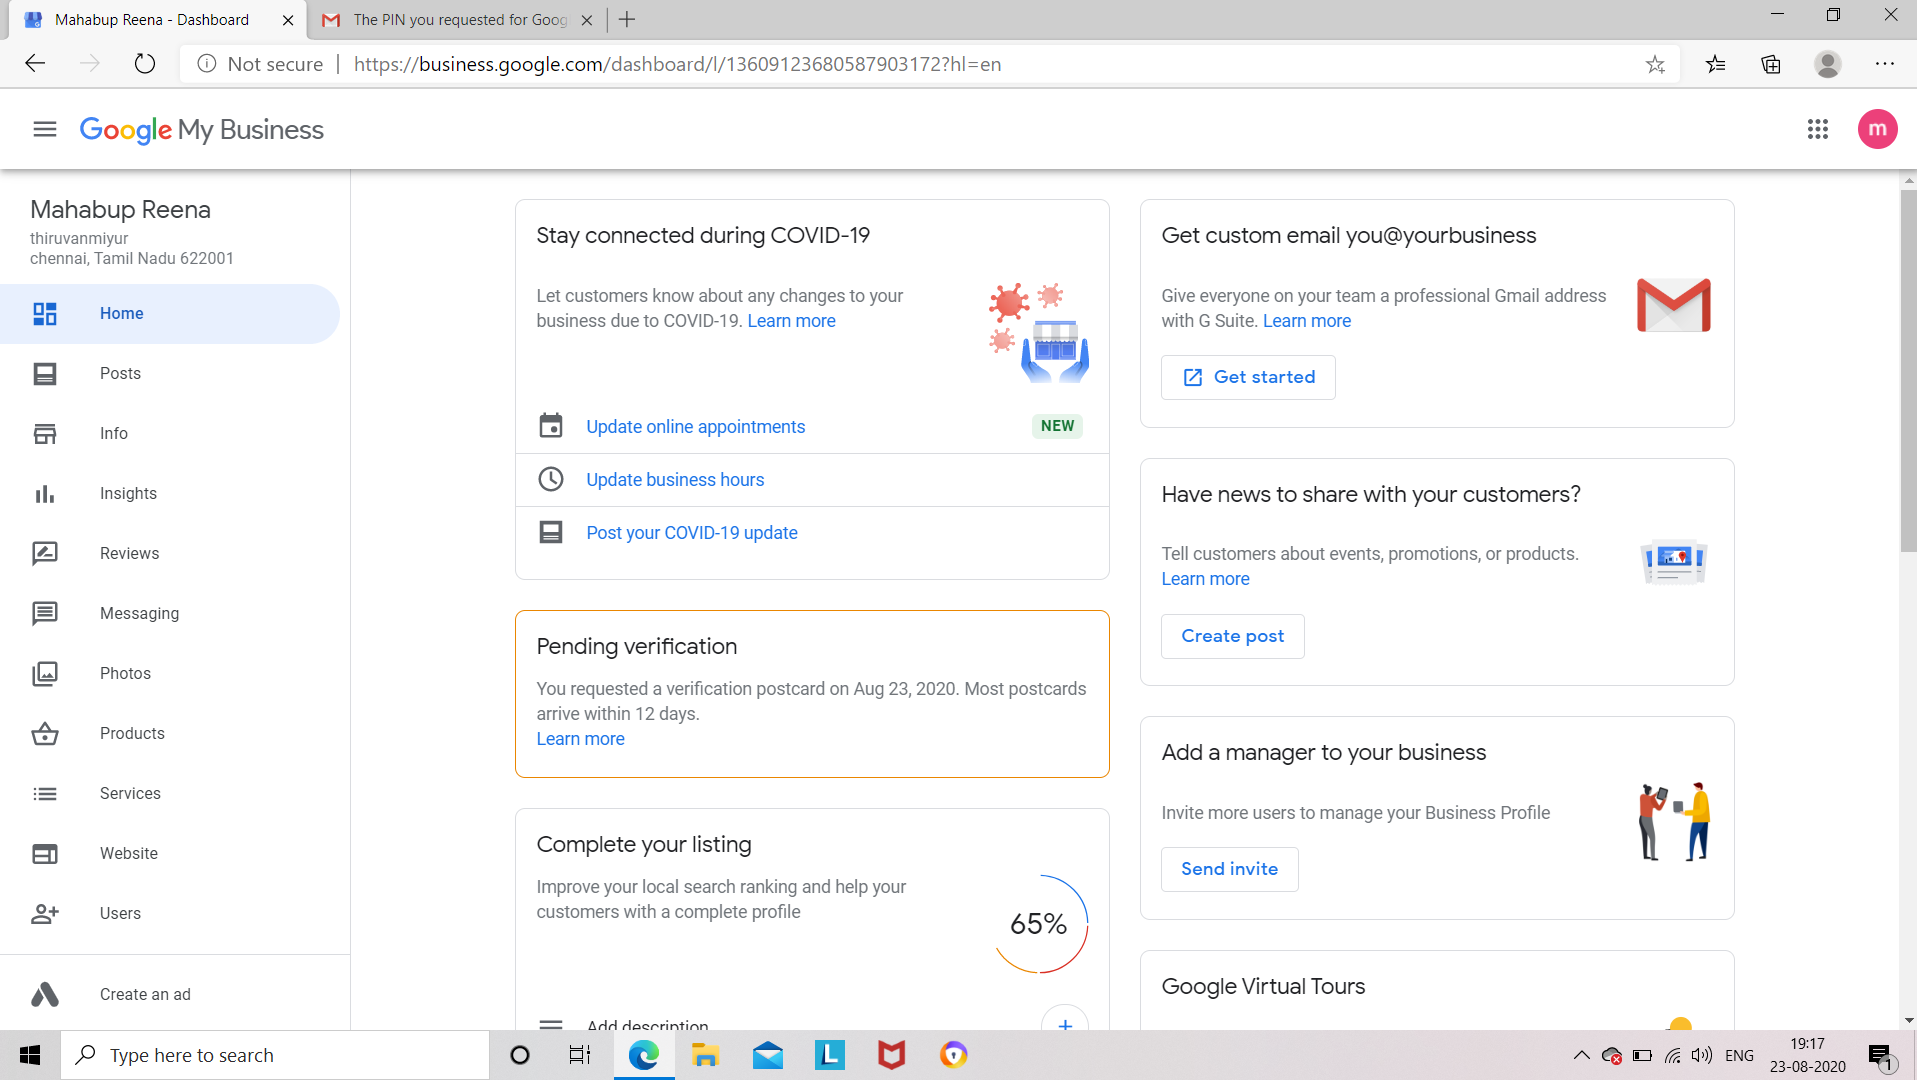 Mahabup Reena - Dashboard
The PIN you requested for Goog
Not secure
https://business.google.com/dashboard/l/13609123680587903172?hl=en
Google My Business
m
Mahabup Reena
thiruvanmiyur
chennai, Tamil Nadu 622001
Home
Posts
Info
Insights
Reviews
Messaging
Photos
Products
Services
Website
Users
Create an ad
Stay connected during COVID-19
Let customers know about any changes to your
business due to COVID-19. Learn more
Update online appointments
NEW
Update business hours
Post your COVID-19 update
Pending verification
You requested a verification postcard on Aug 23, 2020. Most postcards
arrive within 12 days.
Learn more
Complete your listing
Improve your local search ranking and help your
customers with a complete profile
65%
Add description
Get custom email you@yourbusiness
Give everyone on your team a professional Gmail address
with G Suite. Learn more
Get started
Have news to share with your customers?
Tell customers about events, promotions, or products.
Learn more
Create post
Add a manager to your business
Invite more users to manage your Business Profile
Send invite
Google Virtual Tours
Type here to search
L
ENG
19:17
23-08-2020
1